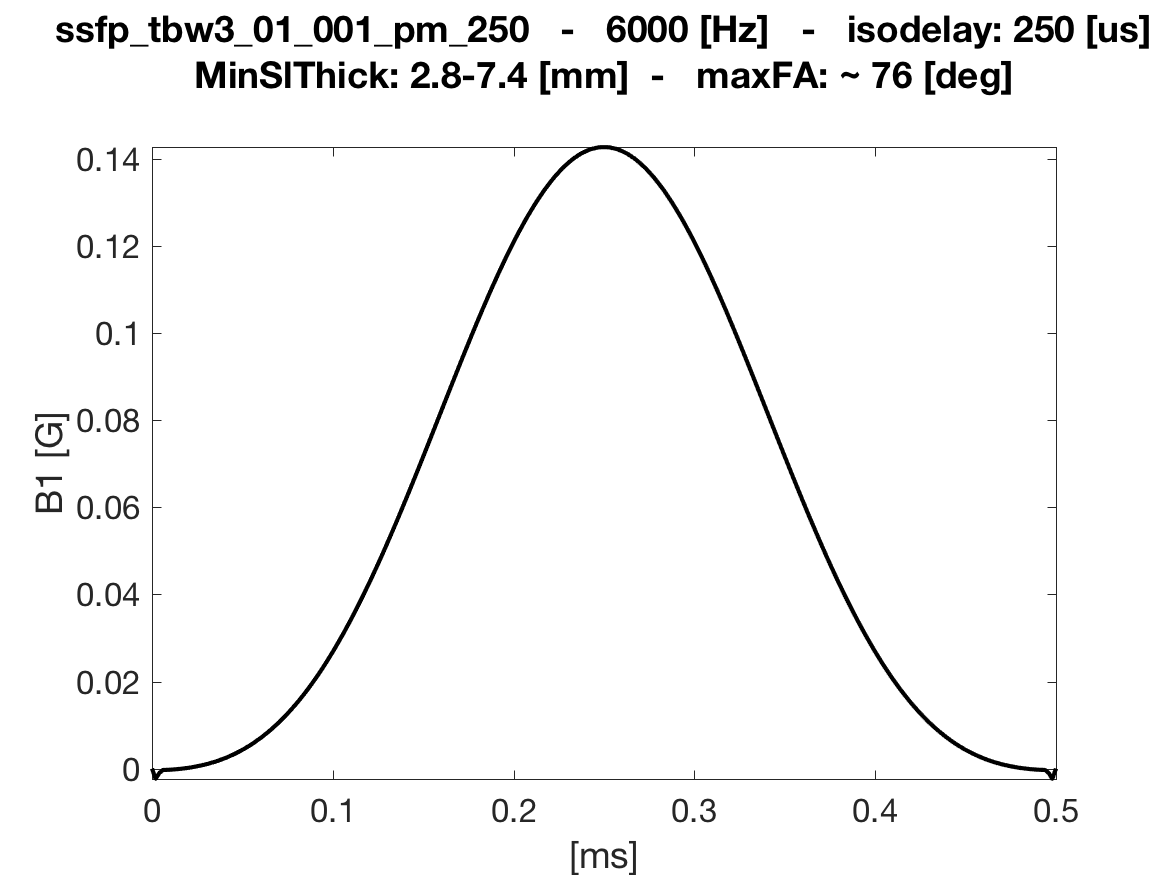 ssfp_tbw3_01_001_pm_250 - 6000 [Hz] - isodelay: 250 [us]
MinSlThick: 2.8-7.4 [mm] - maxFA: ~ 76 [deg]
0.14
0.12
0.1
0.08
0.06
0.04
0.02
0
B1 [G]
0 0.1 0.2 0.3 0.4 0.5
[ms]